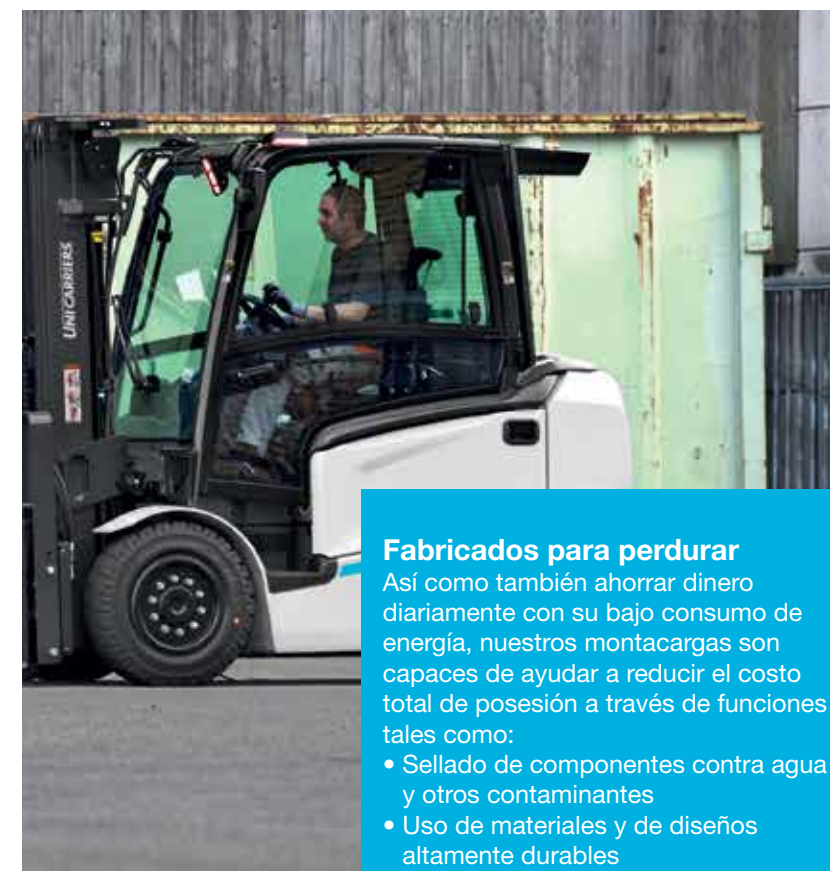 UNI CARRIERS
Fabricados para perdurar
Así como también ahorrar dinero
diariamente con su bajo consumo de
energía, nuestros montacargas son
capaces de ayudar a reducir el costo
total de posesión a través de funciones
tales como:
• Sellado de componentes contra agua
y otros contaminantes
• Uso de materiales y de diseños
altamente durables